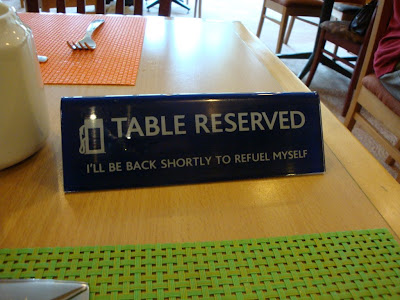 TABLE RESERVED
I'LL BE BACK SHORTLY TO REFUEL MYSELF